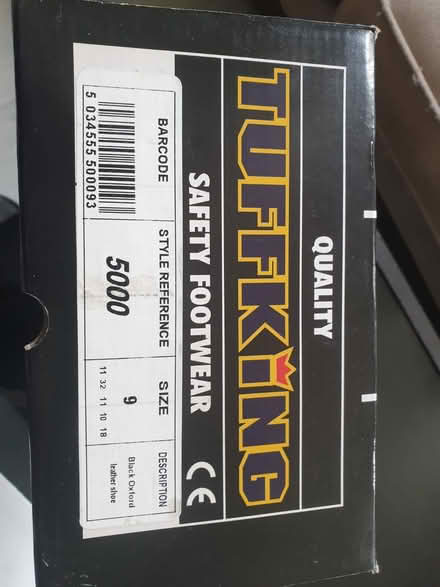 QUALITY
TUFFKING
SAFETY FOOTWEAR CE
BARCODE STYLE REFERENCE SIZE DESCRIPTION
5 034555 500093
5000
9
11 32 11 10 18
Black Oxford
leather shoe